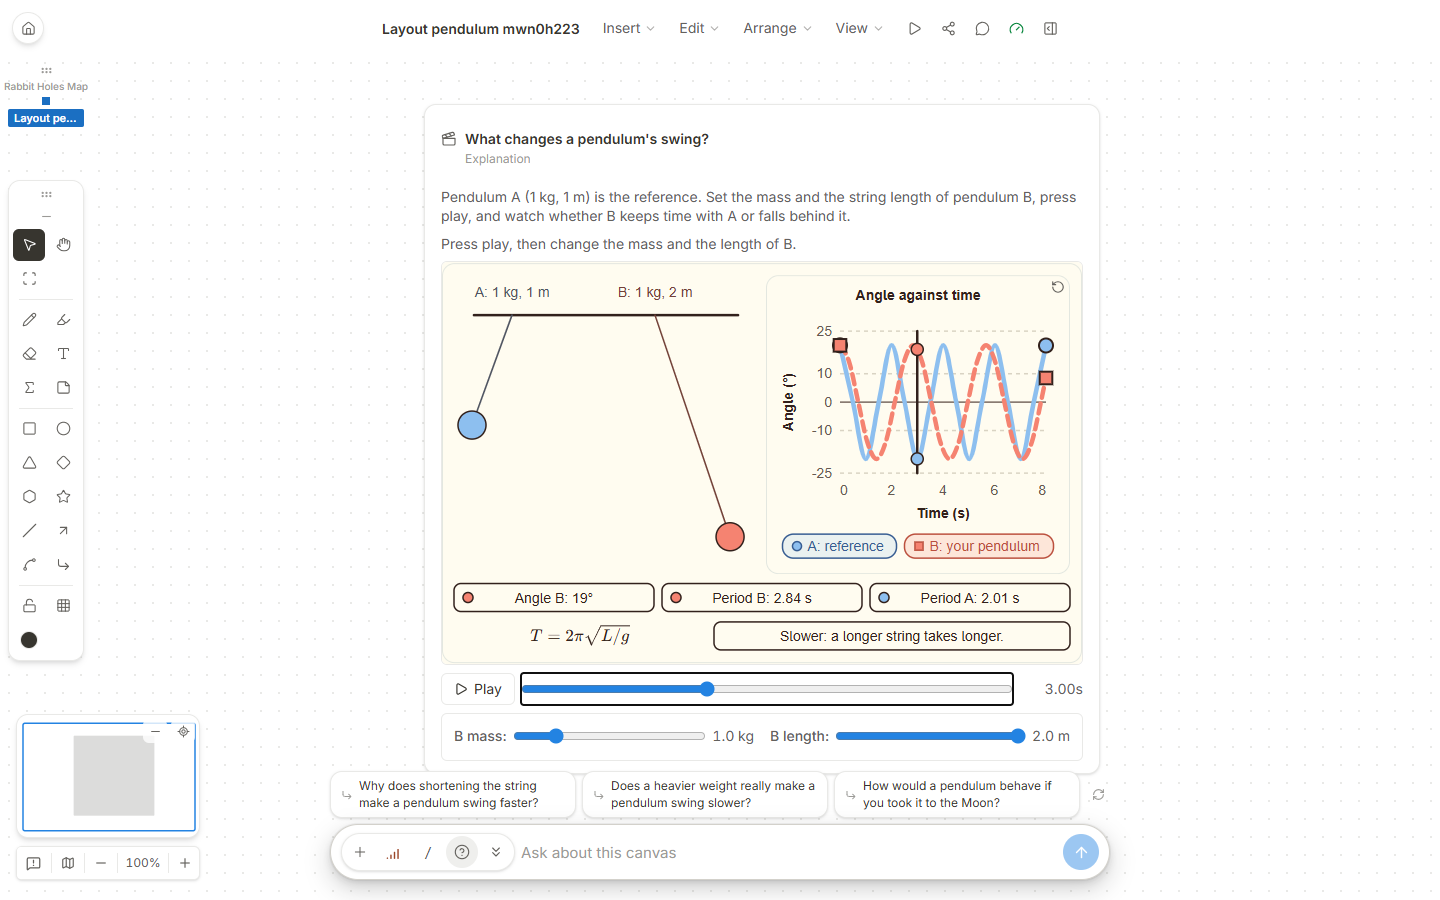 Layout pendulum mwn0h223
Insert
Edit
Arrange
View
Rabbit Holes Map
Layout pe...
What changes a pendulum's swing?
Explanation
Pendulum A (1 kg, 1 m) is the reference. Set the mass and the string length of pendulum B, press
play, and watch whether B keeps time with A or falls behind it.
Press play, then change the mass and the length of B.
A: 1 kg, 1 m
B: 1 kg, 2 m
Angle against time
25
10
0
-10
-25
Angle (°)
0 2 4 6 8
Time (s)
A: reference
B: your pendulum
Angle B: 19°
Period B: 2.84 s
Period A: 2.01 s
T = 2π√L/g
Slower: a longer string takes longer.
Play
3.00s
B mass:
1.0 kg
B length:
2.0 m
Why does shortening the string
make a pendulum swing faster?
Does a heavier weight really make a
pendulum swing slower?
How would a pendulum behave if
you took it to the Moon?
/
Ask about this canvas
100%